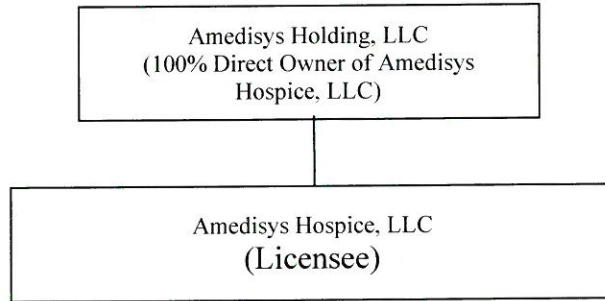 Amedisys Holding, LLC
(100% Direct Owner of Amedisys
Hospice, LLC)
Amedisys Hospice, LLC
(Licensee)